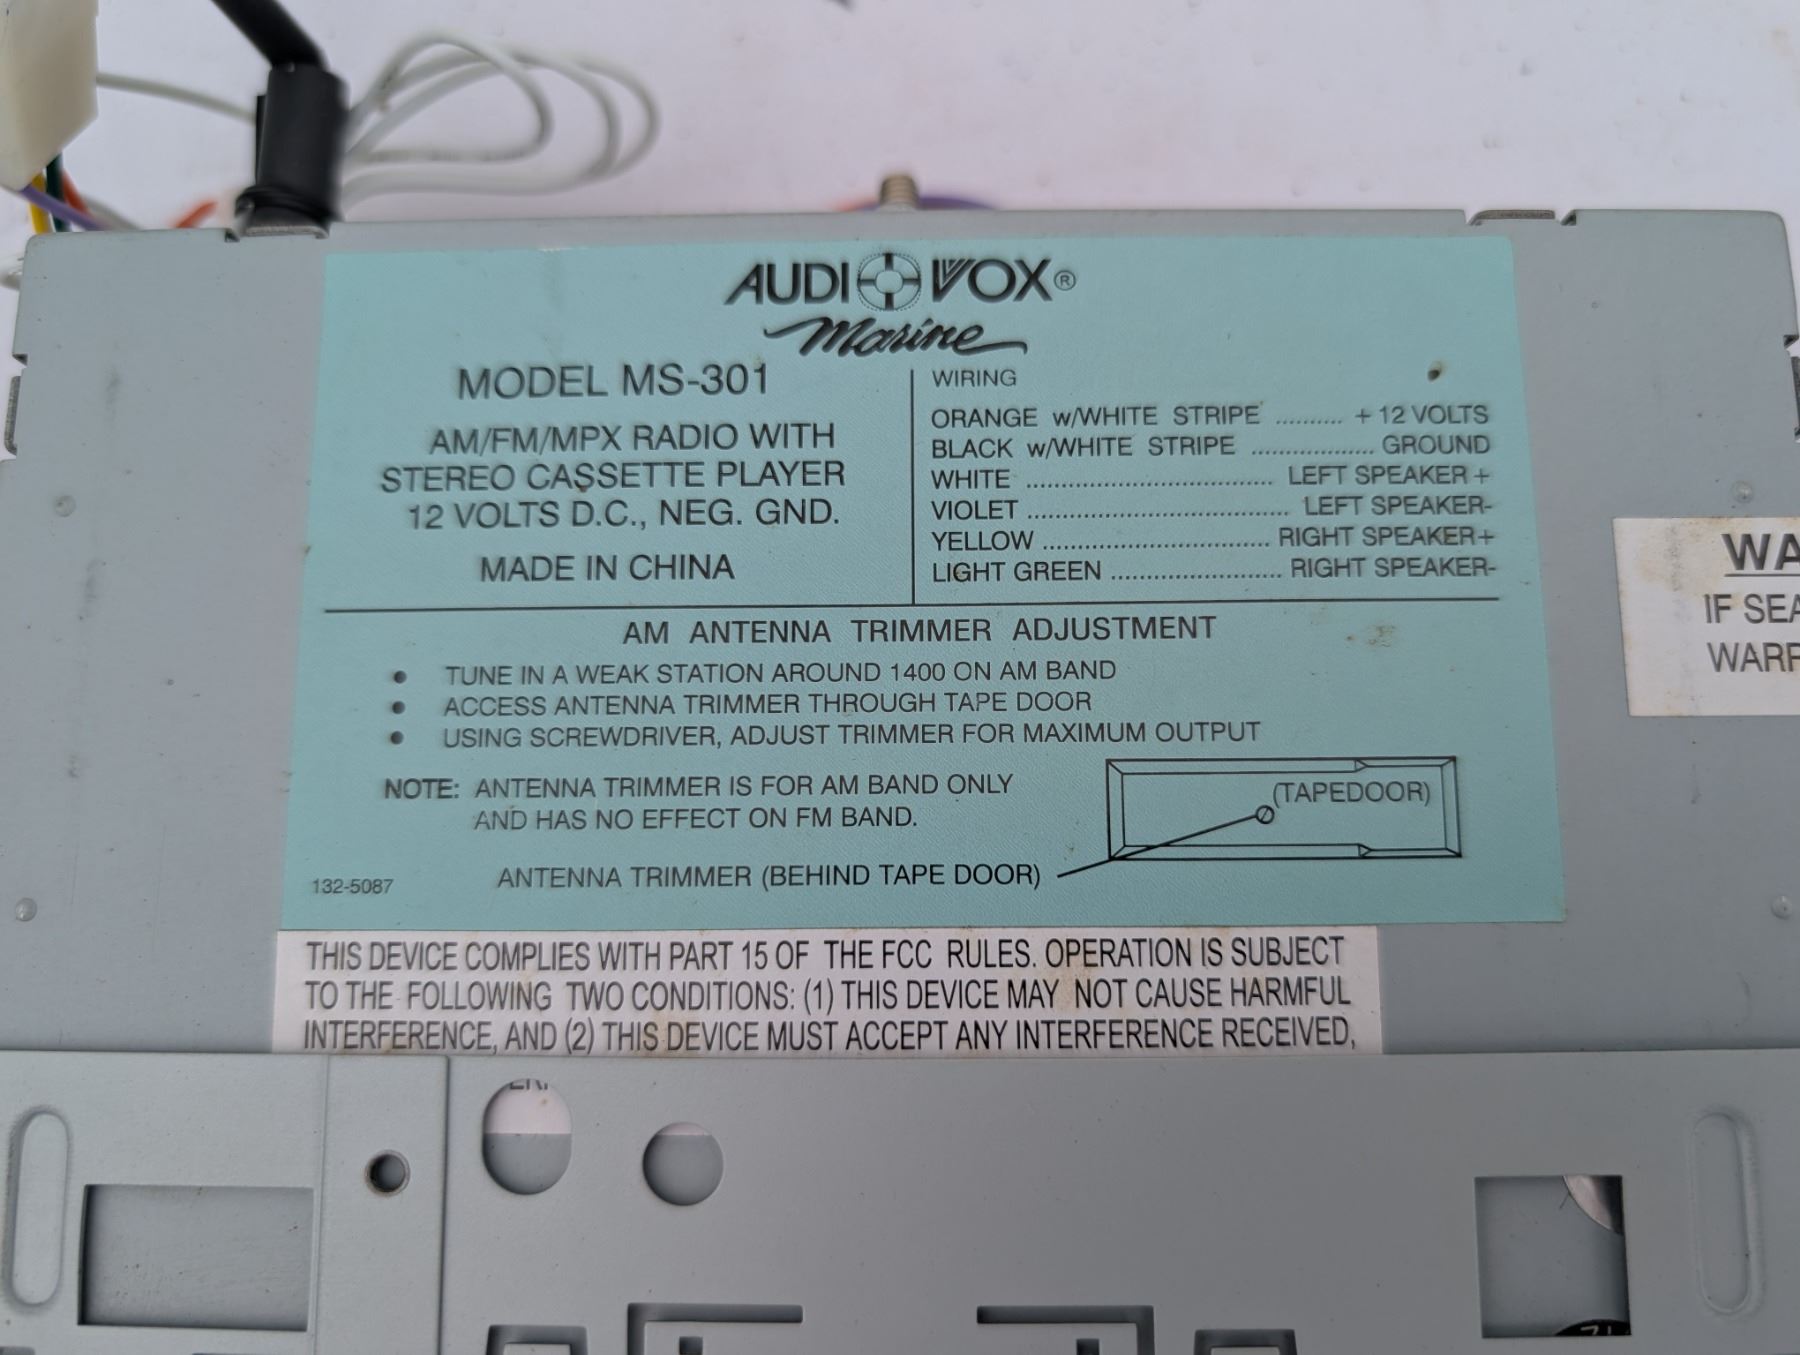 AUDIOVOX®
Marine
MODEL MS-301
AM/FM/MPX RADIO WITH
STEREO CASSETTE PLAYER
12 VOLTS D.C., NEG. GND.
MADE IN CHINA
WIRING
ORANGE w/WHITE STRIPE .......... + 12 VOLTS
BLACK w/WHITE STRIPE .................. GROUND
WHITE ................................... LEFT SPEAKER +
VIOLET ..................................... LEFT SPEAKER-
YELLOW ................................ RIGHT SPEAKER+
LIGHT GREEN ........................ RIGHT SPEAKER-
AM ANTENNA TRIMMER ADJUSTMENT
• TUNE IN A WEAK STATION AROUND 1400 ON AM BAND
• ACCESS ANTENNA TRIMMER THROUGH TAPE DOOR
• USING SCREWDRIVER, ADJUST TRIMMER FOR MAXIMUM OUTPUT
NOTE: ANTENNA TRIMMER IS FOR AM BAND ONLY
AND HAS NO EFFECT ON FM BAND.
(TAPEDOOR)
ANTENNA TRIMMER (BEHIND TAPE DOOR)
132-5087
WA
IF SEA
WARR
THIS DEVICE COMPLIES WITH PART 15 OF THE FCC RULES. OPERATION IS SUBJECT
TO THE FOLLOWING TWO CONDITIONS: (1) THIS DEVICE MAY NOT CAUSE HARMFUL
INTERFERENCE, AND (2) THIS DEVICE MUST ACCEPT ANY INTERFERENCE RECEIVED,